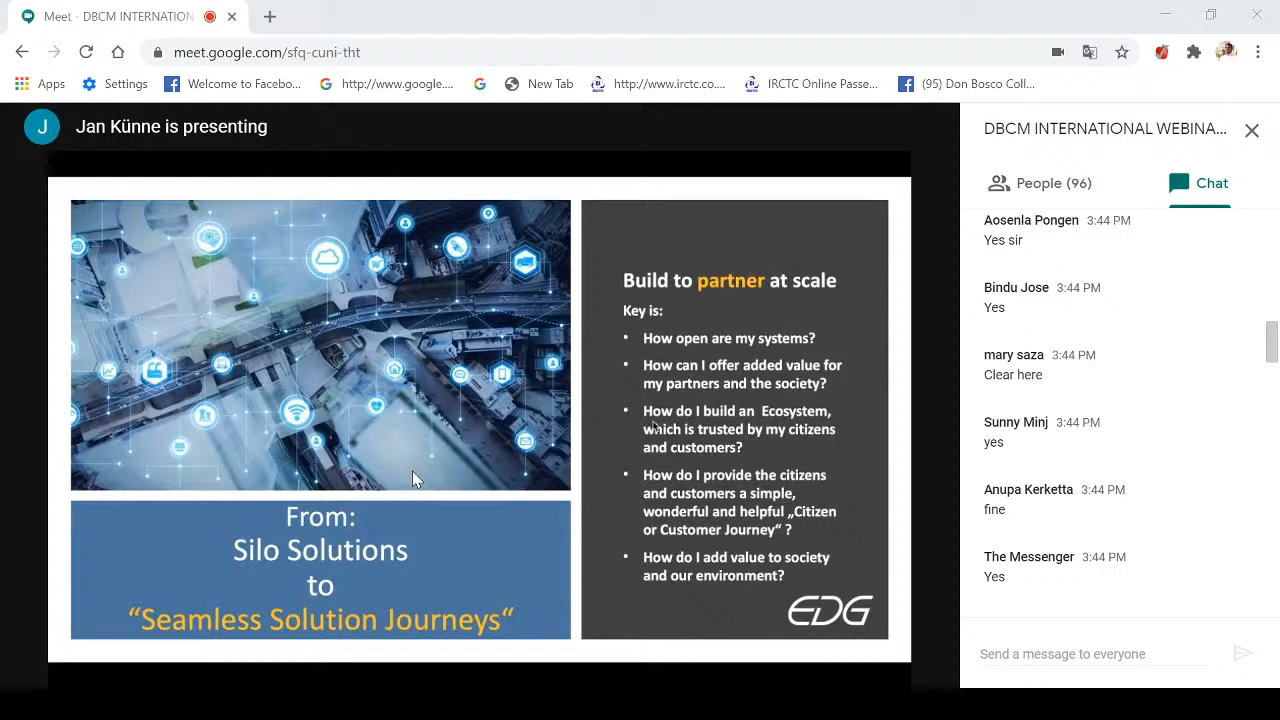 Meet - DBCM INTERNATION
meet.google.com/sfq-cuni-tht
Apps
Settings
Welcome to Facebo...
http://www.google....
New Tab
http://www.irctc.co....
IRCTC Online Passe...
(95) Don Bosco Coll...
J
Jan Künne is presenting
Build to partner at scale
Key is:
• How open are my systems?
• How can I offer added value for
my partners and the society?
• How do I build an Ecosystem,
which is trusted by my citizens
and customers?
• How do I provide the citizens
and customers a simple,
wonderful and helpful „Citizen
or Customer Journey“ ?
• How do I add value to society
and our environment?
EDG
From:
Silo Solutions
to
“Seamless Solution Journeys“
DBCM INTERNATIONAL WEBINA...
People (96)
Chat
Aosenla Pongen 3:44 PM
Yes sir
Bindu Jose 3:44 PM
Yes
mary saza 3:44 PM
Clear here
Sunny Minj 3:44 PM
yes
Anupa Kerketta 3:44 PM
fine
The Messenger 3:44 PM
Yes
Send a message to everyone